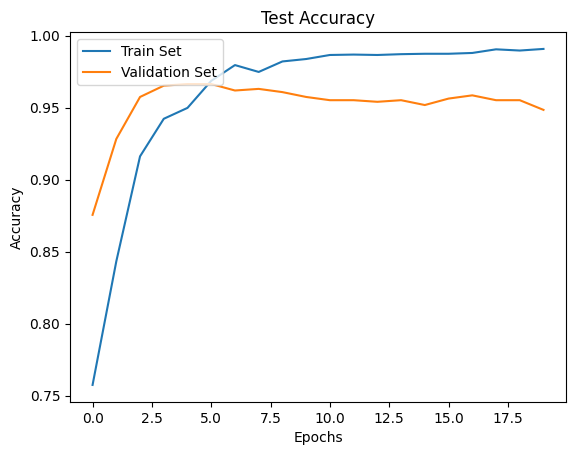 Test Accuracy
Train Set
Validation Set
1.00
0.95
0.90
0.85
0.80
0.75
Accuracy
0.0 2.5 5.0 7.5 10.0 12.5 15.0 17.5
Epochs